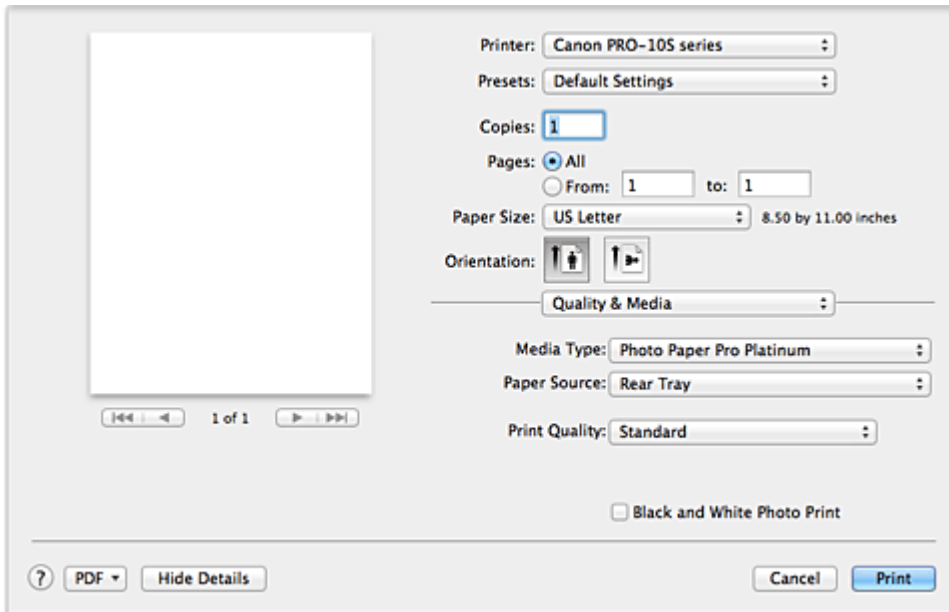 Printer: Canon PRO-10S series
Presets: Default Settings
Copies: 1
Pages: All
From: 1 to: 1
Paper Size: US Letter 8.50 by 11.00 inches
Orientation:
Quality & Media
Media Type: Photo Paper Pro Platinum
Paper Source: Rear Tray
1 of 1
Print Quality: Standard
Black and White Photo Print
? PDF Hide Details Cancel Print